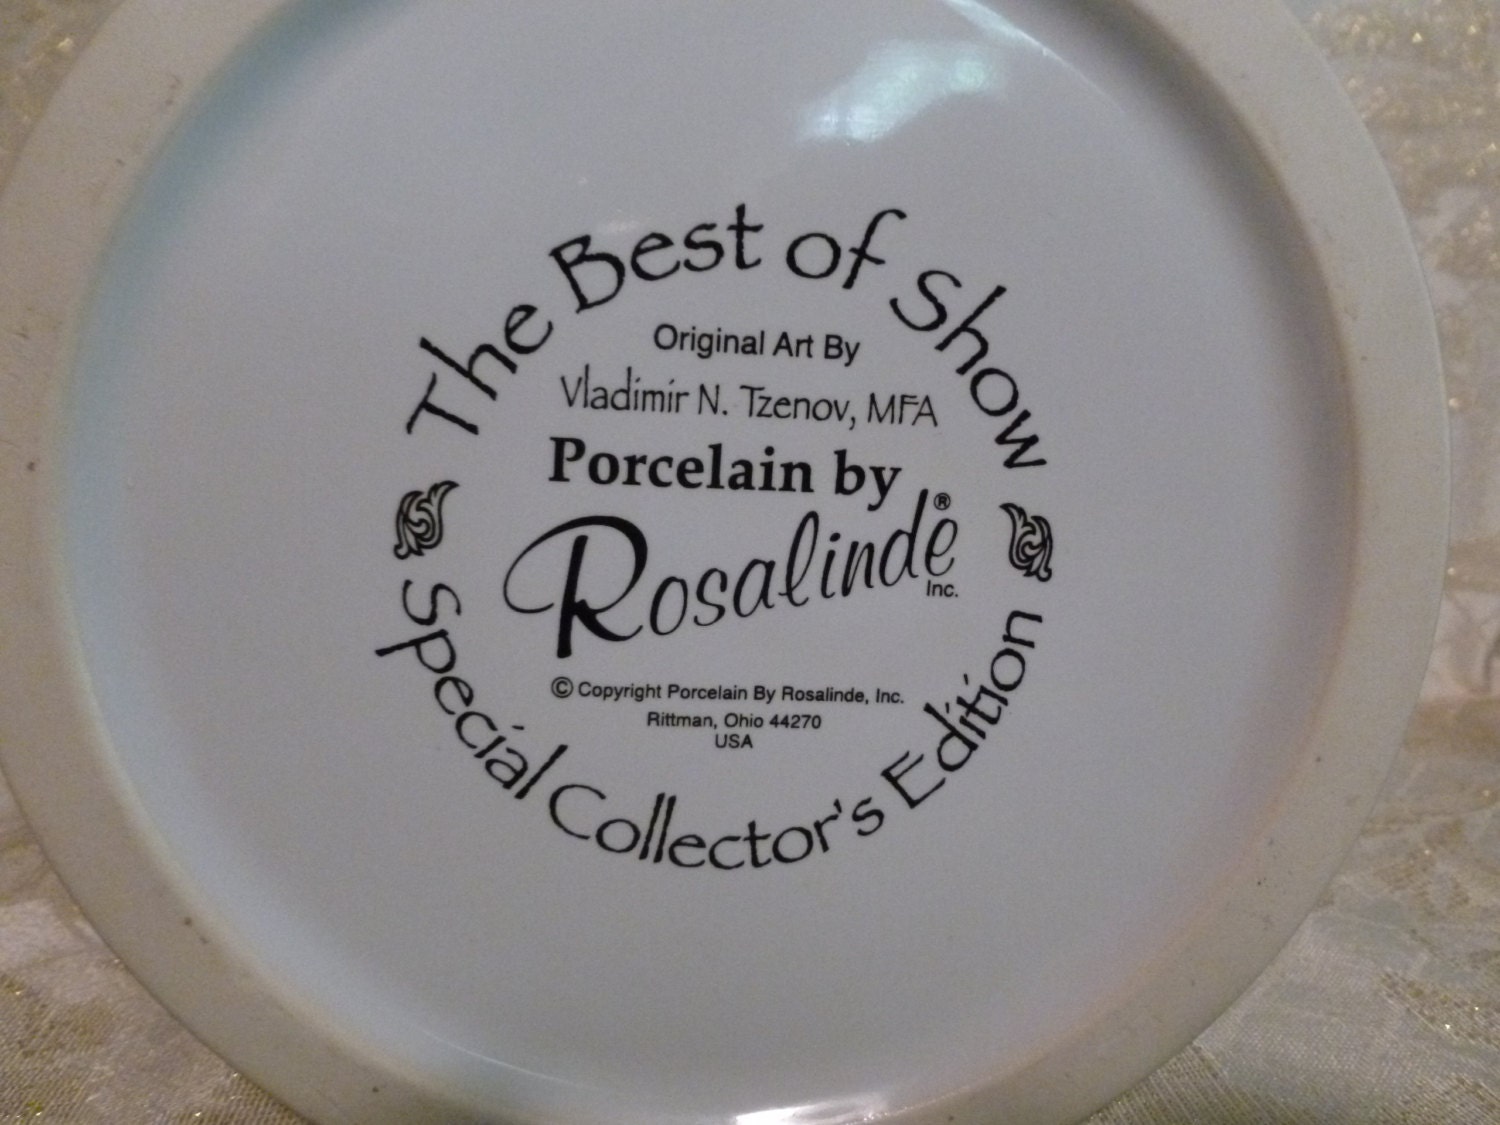 The Best of Show
Original Art By
Vladimir N. Tzenov, MFA
Porcelain by
Rosalinde®
Inc.
© Copyright Porcelain By Rosalinde, Inc.
Rittman, Ohio 44270
USA
Special Collector's Edition